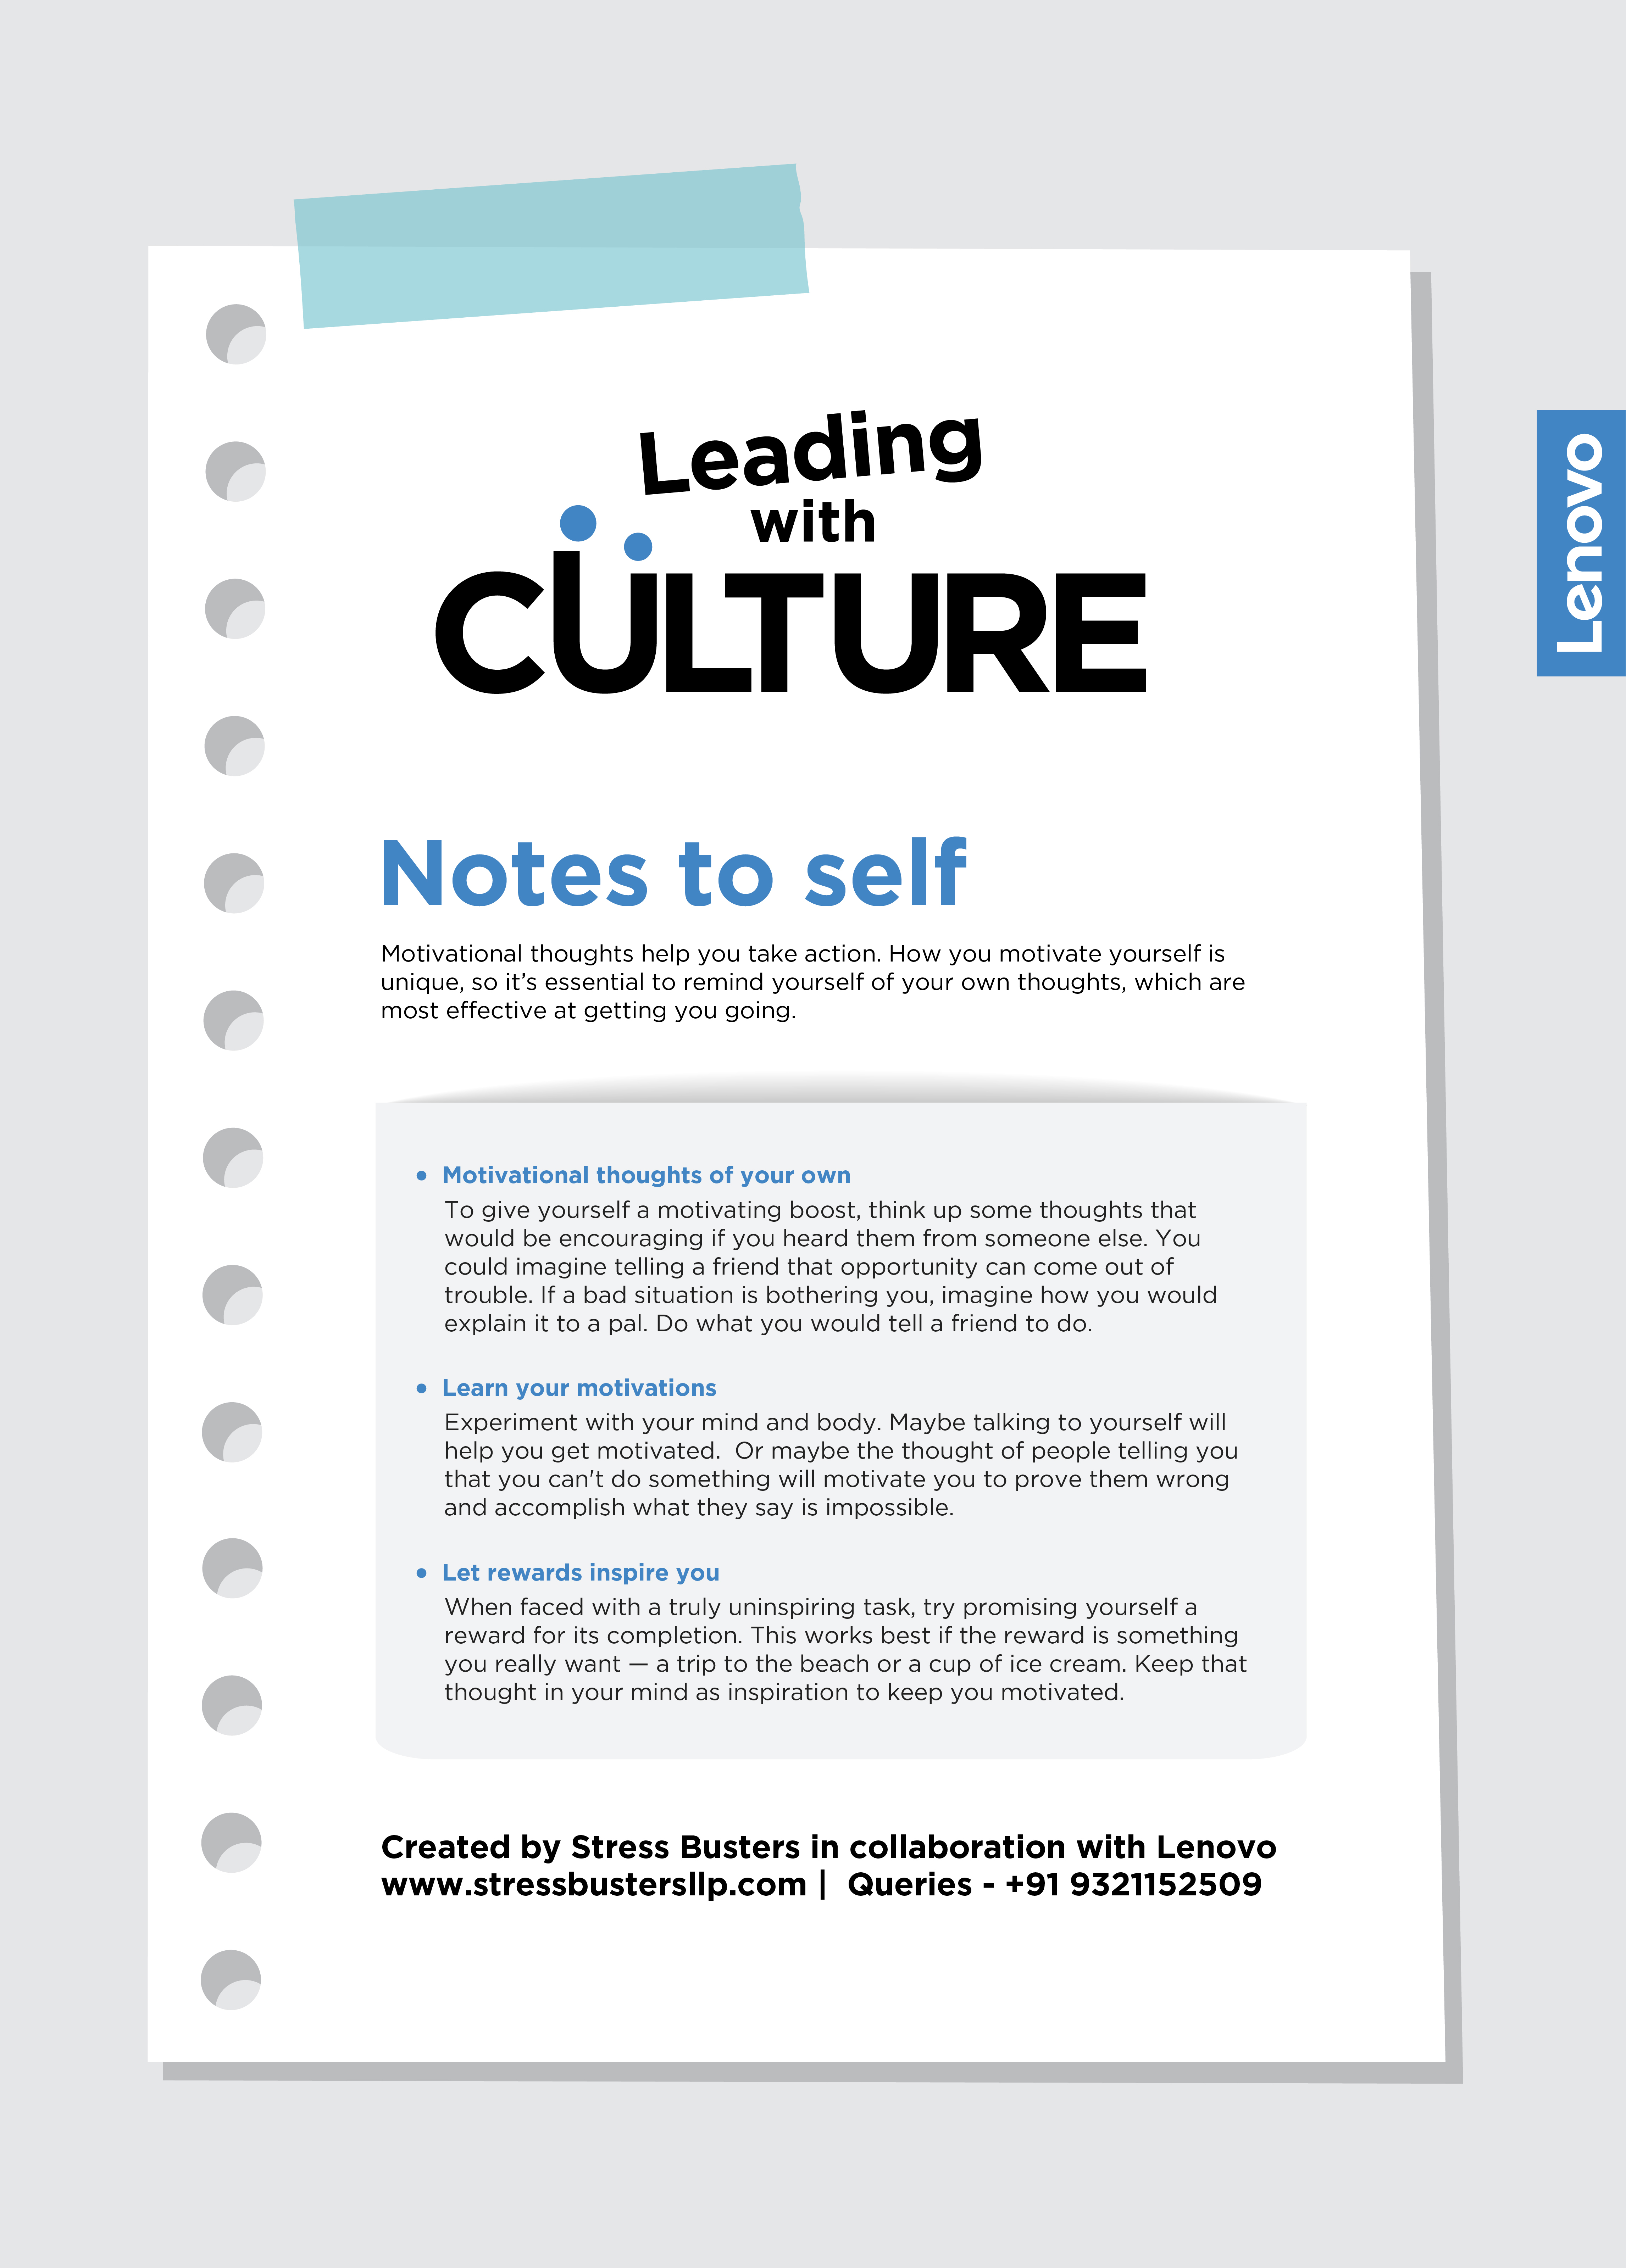 Leading
with
CULTURE
Lenovo
Notes to self
Motivational thoughts help you take action. How you motivate yourself is
unique, so it’s essential to remind yourself of your own thoughts, which are
most effective at getting you going.
• Motivational thoughts of your own
To give yourself a motivating boost, think up some thoughts that
would be encouraging if you heard them from someone else. You
could imagine telling a friend that opportunity can come out of
trouble. If a bad situation is bothering you, imagine how you would
explain it to a pal. Do what you would tell a friend to do.
• Learn your motivations
Experiment with your mind and body. Maybe talking to yourself will
help you get motivated.  Or maybe the thought of people telling you
that you can't do something will motivate you to prove them wrong
and accomplish what they say is impossible.
• Let rewards inspire you
When faced with a truly uninspiring task, try promising yourself a
reward for its completion. This works best if the reward is something
you really want — a trip to the beach or a cup of ice cream. Keep that
thought in your mind as inspiration to keep you motivated.
Created by Stress Busters in collaboration with Lenovo
www.stressbustersllp.com |  Queries - +91 9321152509